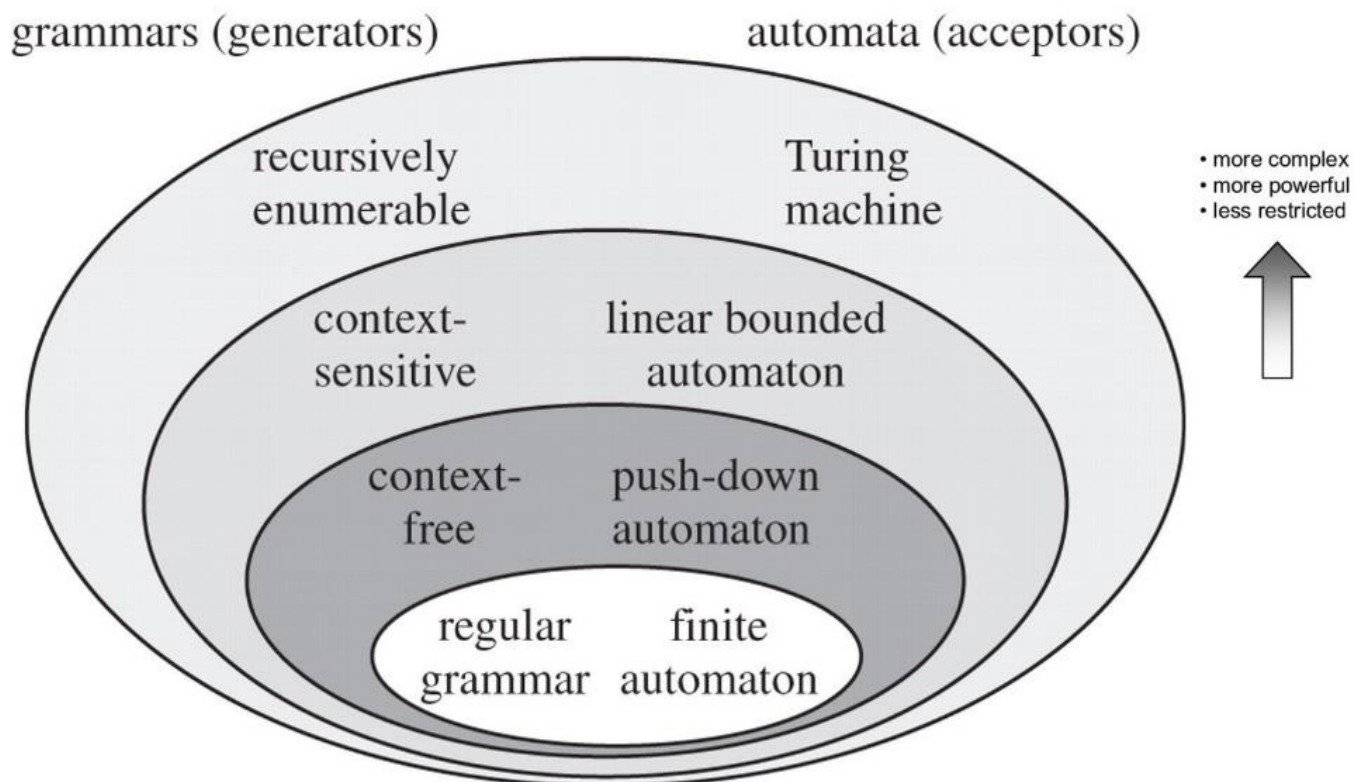 grammars (generators)
automata (acceptors)
recursively
enumerable
Turing
machine
• more complex
• more powerful
• less restricted
context-
sensitive
linear bounded
automaton
context-
free
push-down
automaton
regular
grammar
finite
automaton